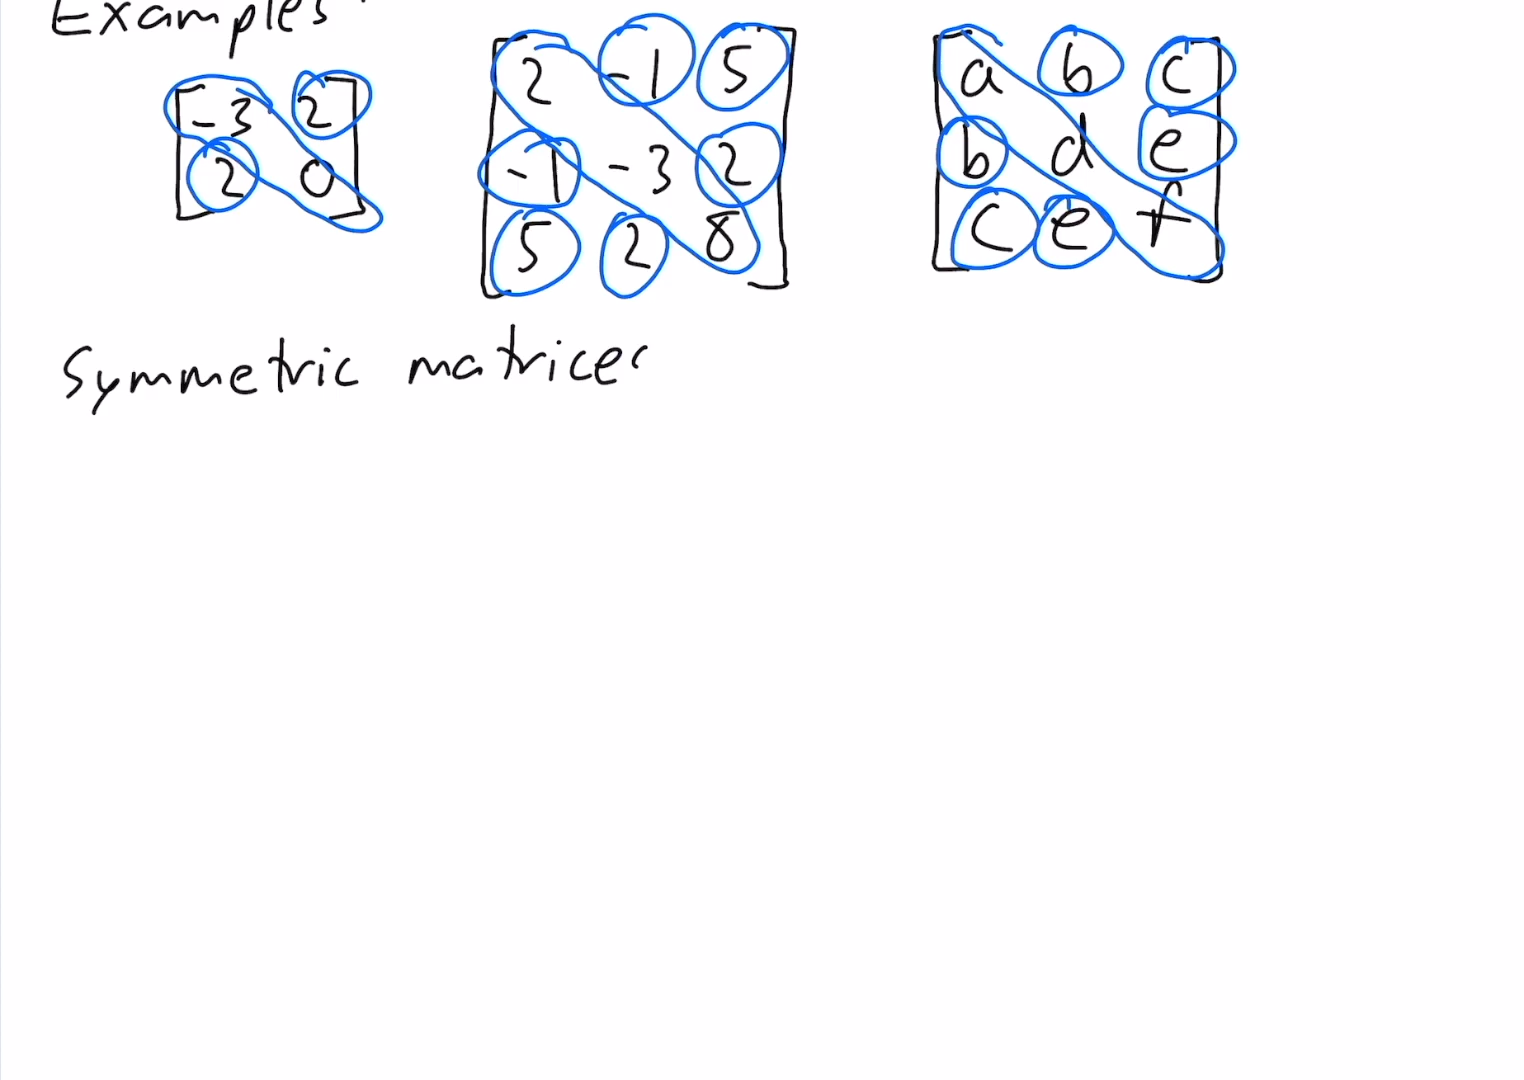 Examples
-3 2 2 -1 5 a b c
2 0 -1 -3 2 b d e
5 2 8 c e f
Symmetric matrices